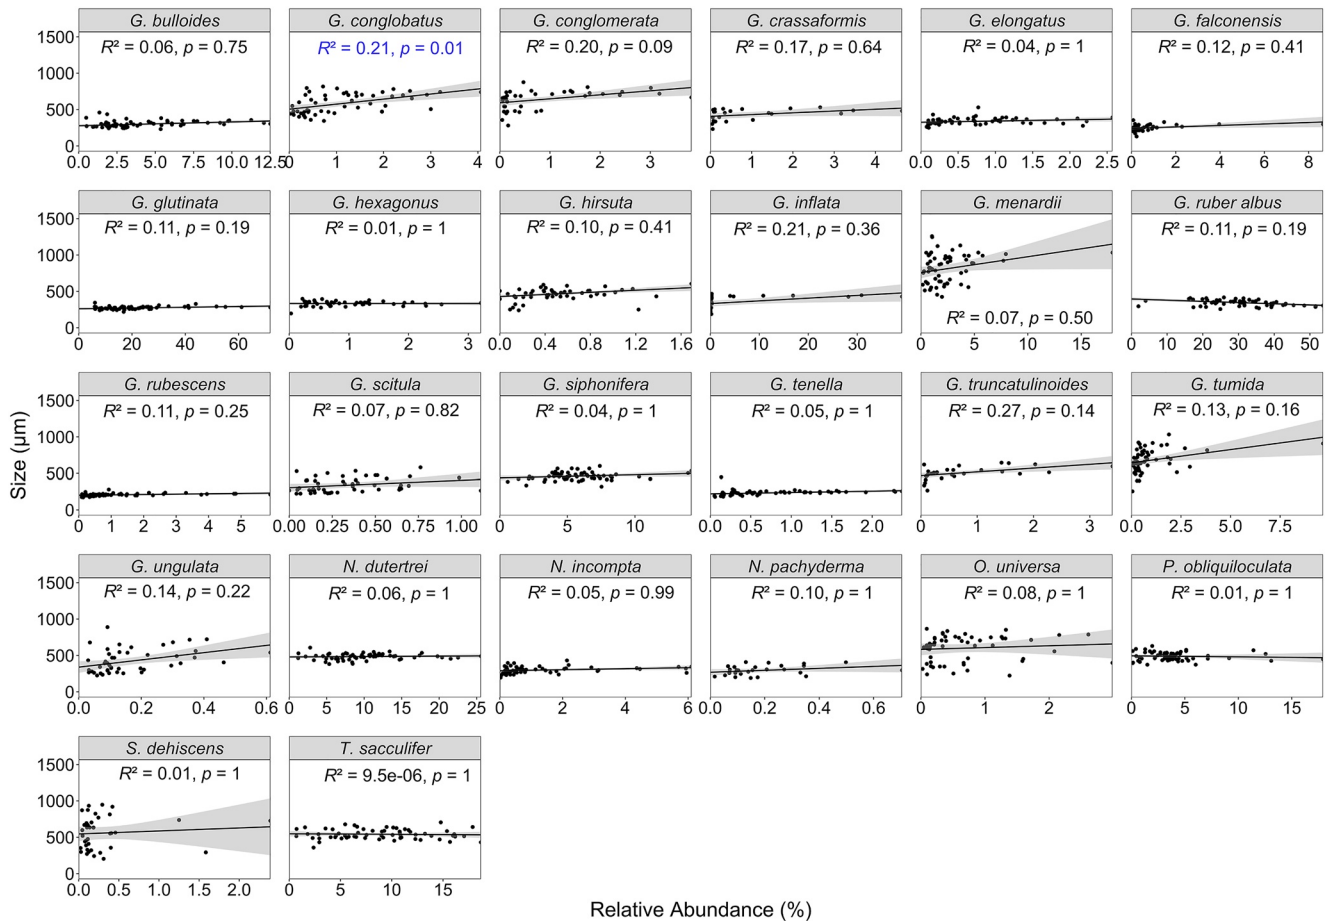 G. bulloides G. conglobatus G. conglomerata G. crassaformis G. elongatus G. falconensis
1500 R² = 0.06, p = 0.75 R² = 0.21, p = 0.01 R² = 0.20, p = 0.09 R² = 0.17, p = 0.64 R² = 0.04, p = 1 R² = 0.12, p = 0.41
1000
500
0
0.0 2.5 5.0 7.5 10.0 12.5 0 1 2 3 4 0 1 2 3 0 1 2 3 4 0.0 0.5 1.0 1.5 2.0 2.5 0 2 4 6 8
G. glutinata G. hexagonus G. hirsuta G. inflata G. menardii G. ruber albus
1500 R² = 0.11, p = 0.19 R² = 0.01, p = 1 R² = 0.10, p = 0.41 R² = 0.21, p = 0.36 R² = 0.11, p = 0.19
1000
500
R² = 0.07, p = 0.50
0
0 20 40 60 0 1 2 3 0.0 0.4 0.8 1.2 1.6 0 10 20 30 0 5 10 15 0 10 20 30 40 50
G. rubescens G. scitula G. siphonifera G. tenella G. truncatulinoides G. tumida
1500 R² = 0.11, p = 0.25 R² = 0.07, p = 0.82 R² = 0.04, p = 1 R² = 0.05, p = 1 R² = 0.27, p = 0.14 R² = 0.13, p = 0.16
1000
500
0
0 1 2 3 4 5 0.00 0.25 0.50 0.75 1.00 0 5 10 0.0 0.5 1.0 1.5 2.0 0 1 2 3 0.0 2.5 5.0 7.5
Size (μm)
G. ungulata N. dutertrei N. incompta N. pachyderma O. universa P. obliquiloculata
1500 R² = 0.14, p = 0.22 R² = 0.06, p = 1 R² = 0.05, p = 0.99 R² = 0.10, p = 1 R² = 0.08, p = 1 R² = 0.01, p = 1
1000
500
0
0.0 0.2 0.4 0.6 0 5 10 15 20 25 0 2 4 6 0.0 0.2 0.4 0.6 0 1 2 0 5 10 15
S. dehiscens T. sacculifer
1500 R² = 0.01, p = 1 R² = 9.5e-06, p = 1
1000
500
0
0.0 0.5 1.0 1.5 2.0 0 5 10 15
Relative Abundance (%)